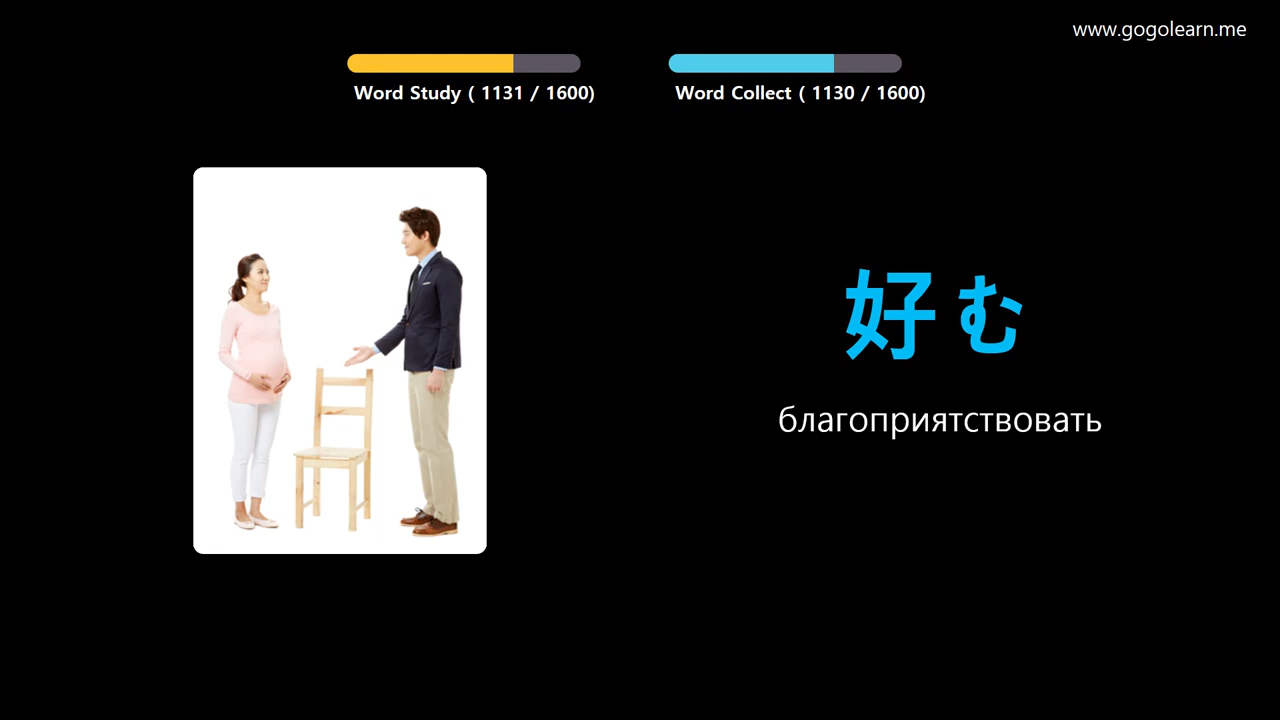 www.gogolearn.me
Word Study ( 1131 / 1600)
Word Collect ( 1130 / 1600)
好む
благоприятствовать